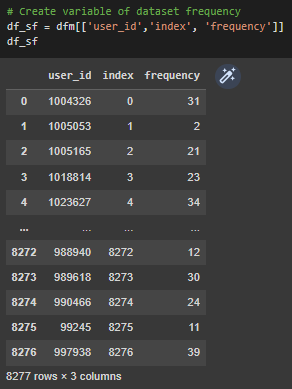 # Create variable of dataset frequency
df_sf = dfm[['user_id','index', 'frequency']]
df_sf
user_id index frequency
0 1004326 0 31
1 1005053 1 2
2 1005165 2 21
3 1018814 3 23
4 1023627 4 34
... ... ... ...
8272 988940 8272 12
8273 989618 8273 30
8274 990466 8274 24
8275 99245 8275 11
8276 997938 8276 39
8277 rows × 3 columns